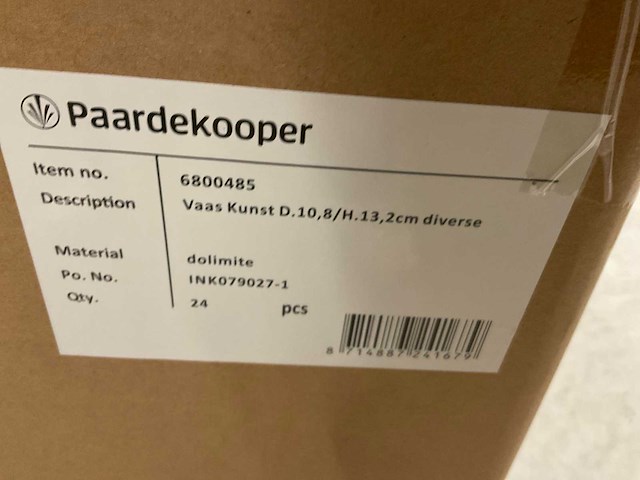 Paardekooper
Item no. 6800485
Description Vaas Kunst D.10,8/H.13,2cm diverse
Material dolimite
Po. No. INK079027-1
Qty. 24 pcs
8 714887 241679